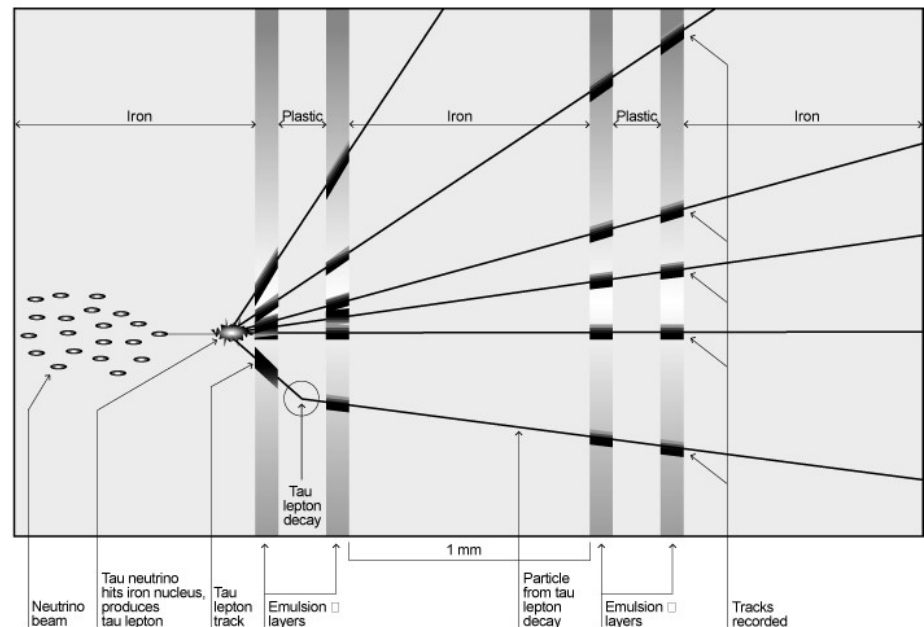 Iron
Plastic
Iron
Plastic
Iron
Tau
lepton
decay
1 mm
Neutrino
beam
Tau neutrino
hits iron nucleus,
produces
tau lepton
Tau
lepton
track
Emulsion □
layers
Particle
from tau
lepton
decay
Emulsion □
layers
Tracks
recorded